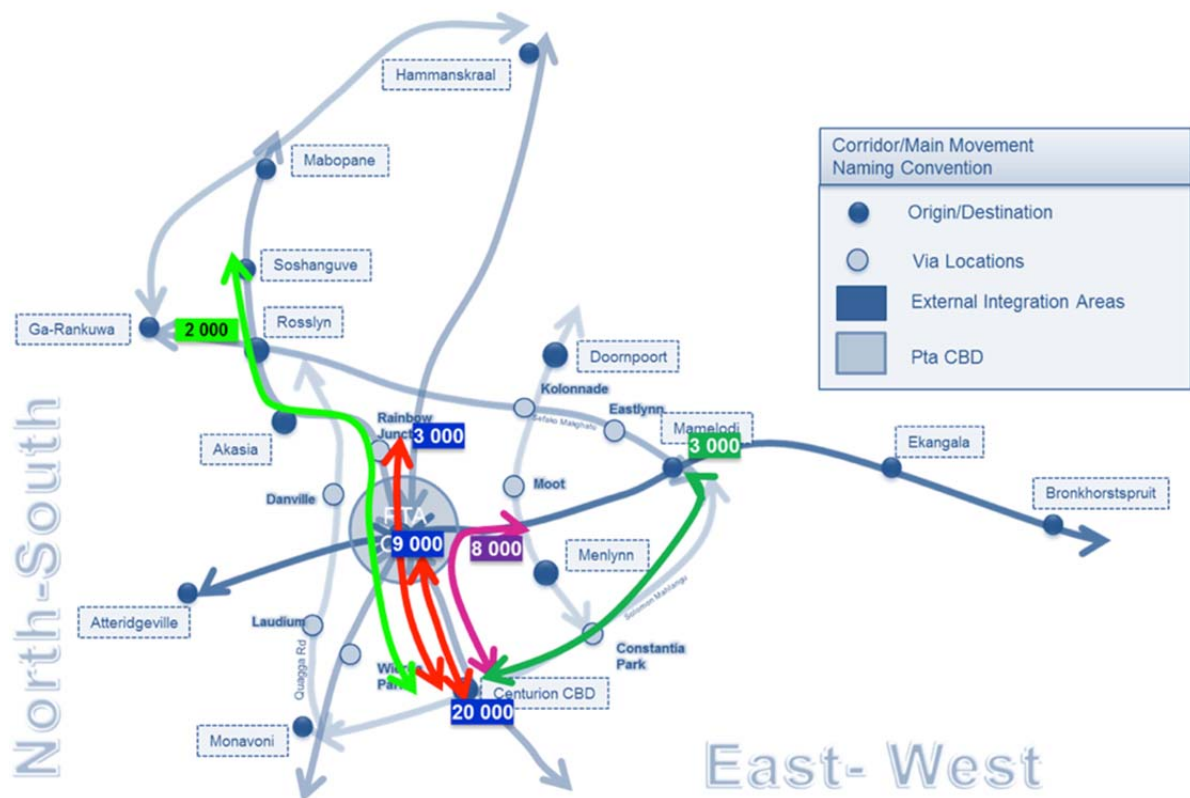 Hammanskraal
Mabopane
Corridor/Main Movement
Naming Convention
Origin/Destination
Via Locations
External Integration Areas
Pta CBD
Soshanguve
Ga-Rankuwa
2 000
Rosslyn
Doornpoort
Kolonnade
Eastlynn
Rainbow
3 000
Mamelodi
3 000
Akasia
Ekangala
Danville
Moot
Bronkhorstspruit
9 000
8 000
Menlynn
Atteridgeville
Laudium
Solomon Mahlangu
Constantia
Park
Quagga Rd
Centurion CBD
20 000
Monavoni
North-South
East- West